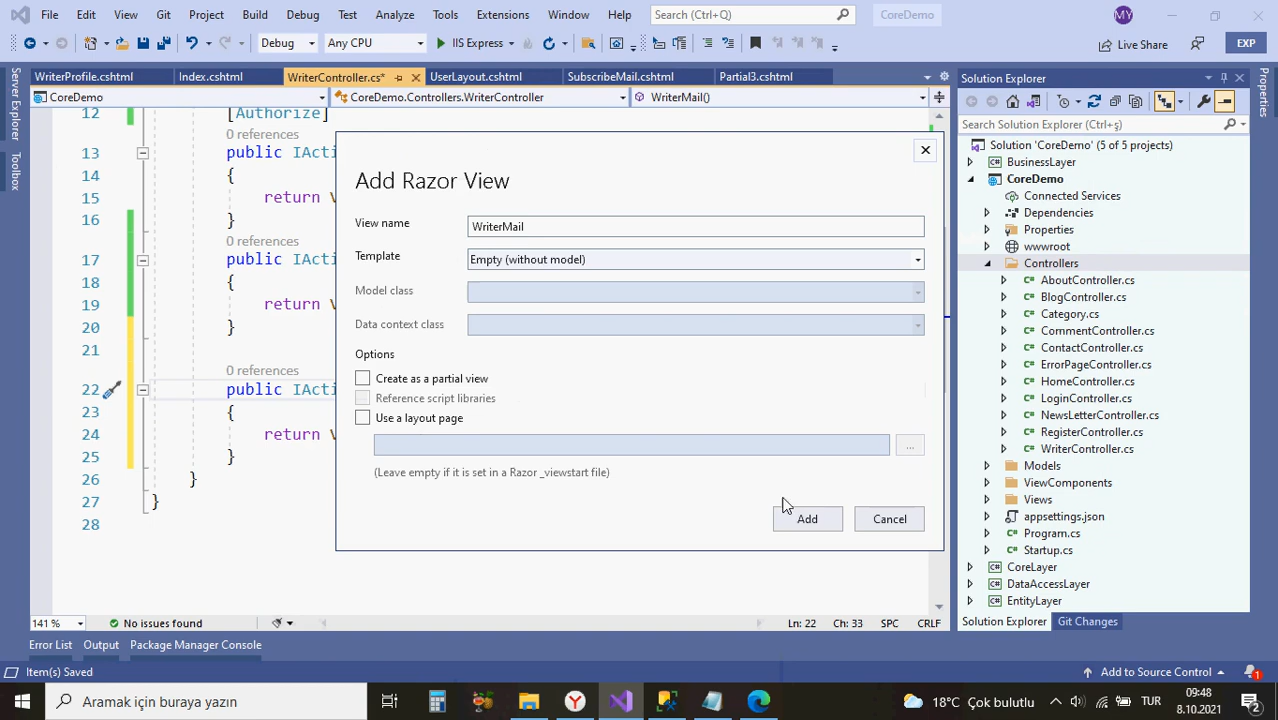 File Edit View Git Project Build Debug Test Analyze Tools Extensions Window Help Search (Ctrl+Q) CoreDemo MY
Debug Any CPU IIS Express Live Share EXP
WriterProfile.cshtml Index.cshtml WriterController.cs* UserLayout.cshtml SubscribeMail.cshtml Partial3.cshtml
CoreDemo CoreDemo.Controllers.WriterController WriterMail()
Server Explorer
Toolbox
12 [Authorize]
0 references
13 public IActi
14 {
15 return V
16 }
0 references
17 public IActi
18 {
19 return V
20 }
21
0 references
22 public IActi
23 {
24 return V
25 }
26 }
27 }
28
Add Razor View
View name WriterMail
Template Empty (without model)
Model class
Data context class
Options
Create as a partial view
Reference script libraries
Use a layout page
...
(Leave empty if it is set in a Razor _viewstart file)
Add Cancel
Solution Explorer
Search Solution Explorer (Ctrl+ş)
Solution 'CoreDemo' (5 of 5 projects)
BusinessLayer
CoreDemo
Connected Services
Dependencies
Properties
wwwroot
Controllers
AboutController.cs
BlogController.cs
Category.cs
CommentController.cs
ContactController.cs
ErrorPageController.cs
HomeController.cs
LoginController.cs
NewsLetterController.cs
RegisterController.cs
WriterController.cs
Models
ViewComponents
Views
appsettings.json
Program.cs
Startup.cs
CoreLayer
DataAccessLayer
EntityLayer
Solution Explorer Git Changes
Properties
141 % No issues found Ln: 22 Ch: 33 SPC CRLF
Error List Output Package Manager Console
Item(s) Saved Add to Source Control 1
Aramak için buraya yazın 18°C Çok bulutlu TUR 09:48
8.10.2021 2